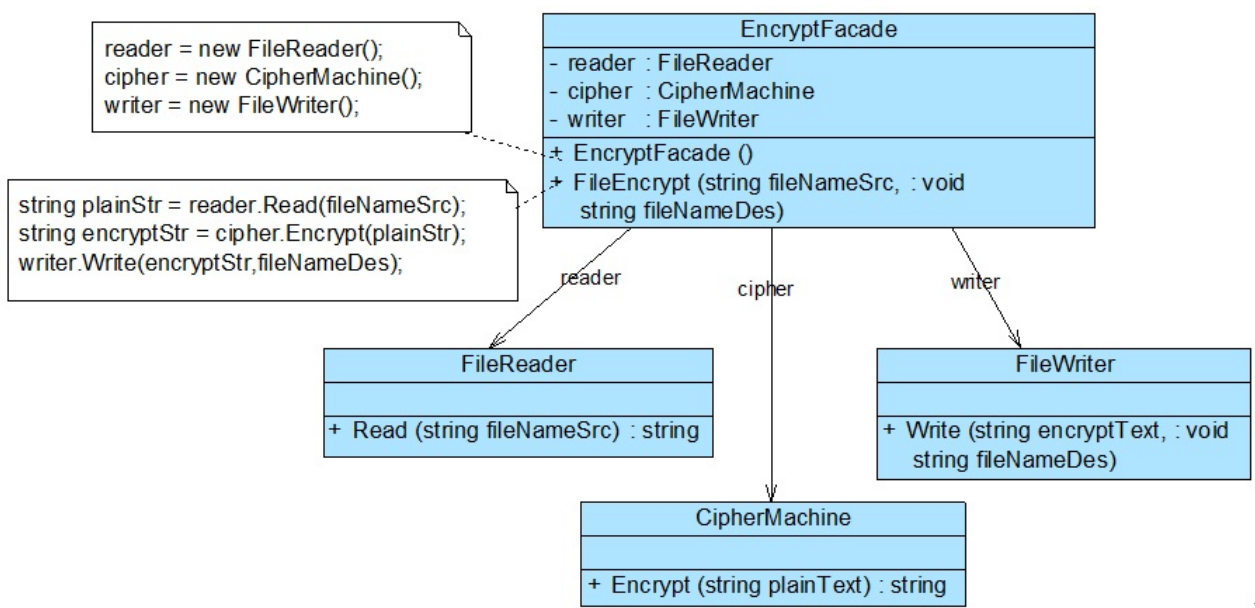 reader = new FileReader();
cipher = new CipherMachine();
writer = new FileWriter();
EncryptFacade
- reader : FileReader
- cipher : CipherMachine
- writer : FileWriter
+ EncryptFacade ()
+ FileEncrypt (string fileNameSrc, : void
string fileNameDes)
string plainStr = reader.Read(fileNameSrc);
string encryptStr = cipher.Encrypt(plainStr);
writer.Write(encryptStr,fileNameDes);
reader
cipher
writer
FileReader
+ Read (string fileNameSrc) : string
FileWriter
+ Write (string encryptText, : void
string fileNameDes)
CipherMachine
+ Encrypt (string plainText) : string